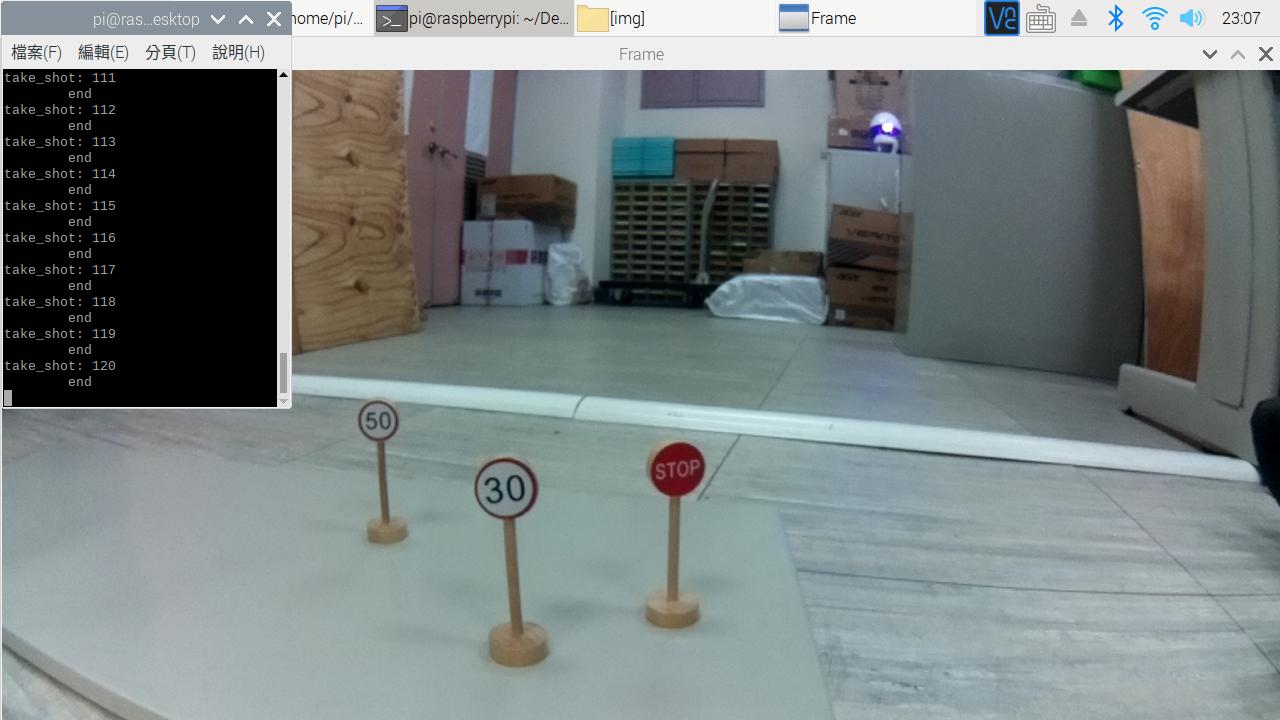 pi@ras...esktop
home/pi/...
pi@raspberrypi: ~/De...
[img]
Frame
23:07
檔案(F) 編輯(E) 分頁(T) 說明(H)
Frame
take_shot: 111
end
take_shot: 112
end
take_shot: 113
end
take_shot: 114
end
take_shot: 115
end
take_shot: 116
end
take_shot: 117
end
take_shot: 118
end
take_shot: 119
end
take_shot: 120
end
50
30
STOP
acer
acer